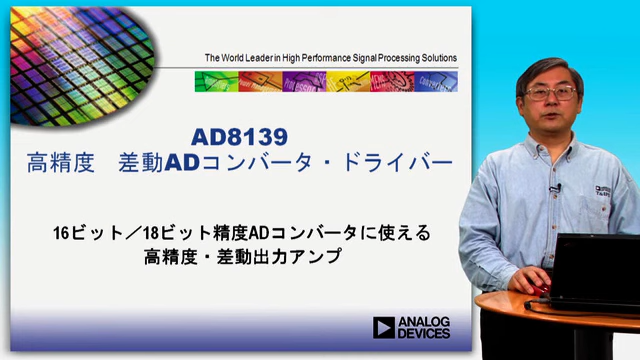 The World Leader in High Performance Signal Processing Solutions
AD8139
高精度 差動ADコンバータ・ドライバー
16ビット／18ビット精度ADコンバータに使える
高精度・差動出力アンプ
ANALOG
DEVICES